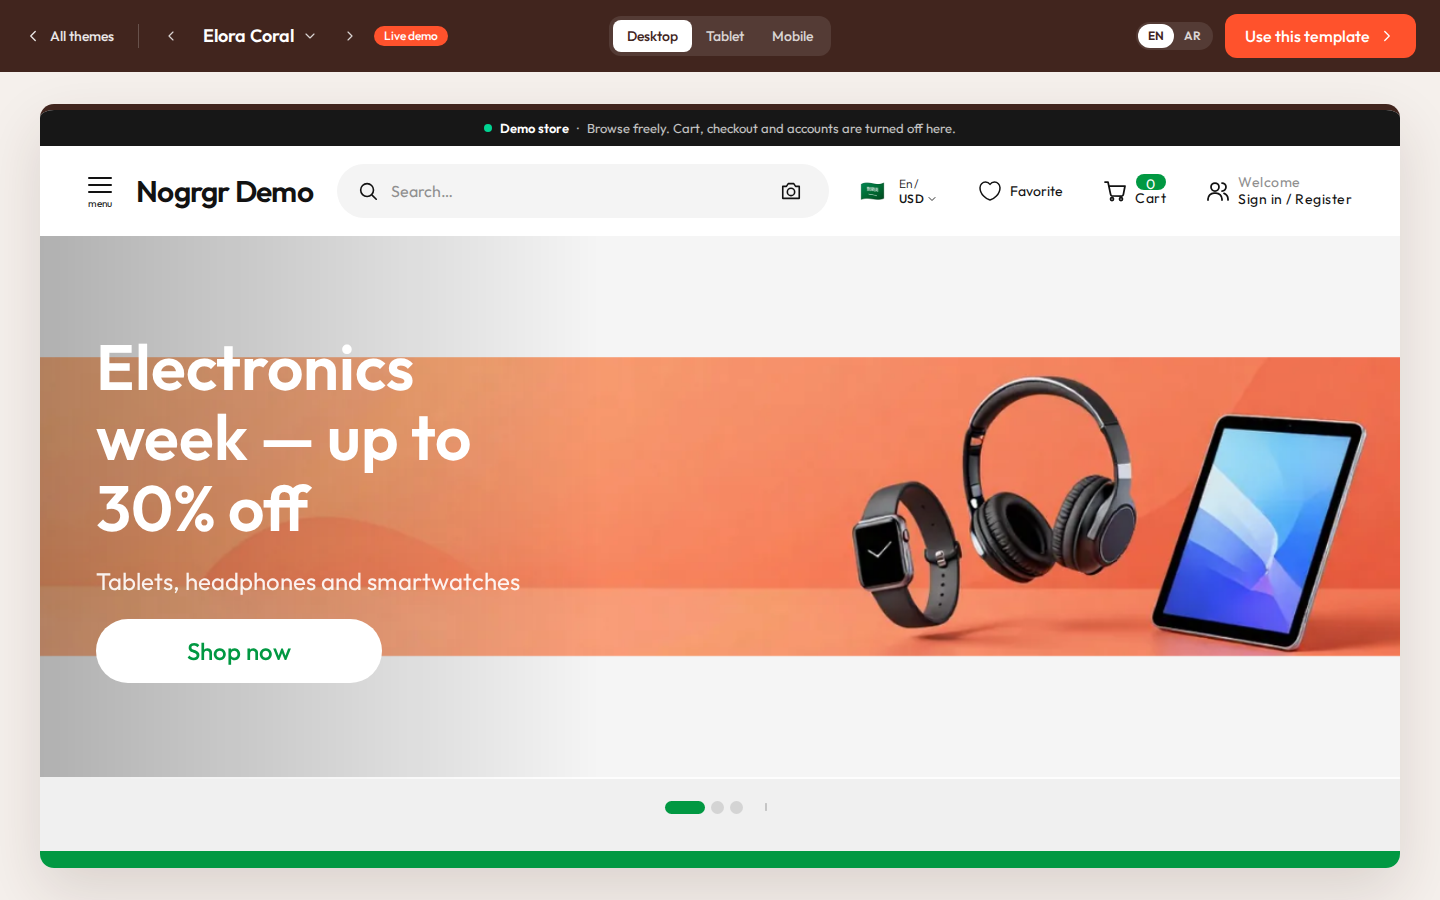 All themes
Elora Coral
Live demo
Desktop
Tablet
Mobile
EN
AR
Use this template
Demo store · Browse freely. Cart, checkout and accounts are turned off here.
menu
Nogrgr Demo
Search...
En /
USD
Favorite
0
Cart
Welcome
Sign in / Register
Electronics
week — up to
30% off
Tablets, headphones and smartwatches
Shop now